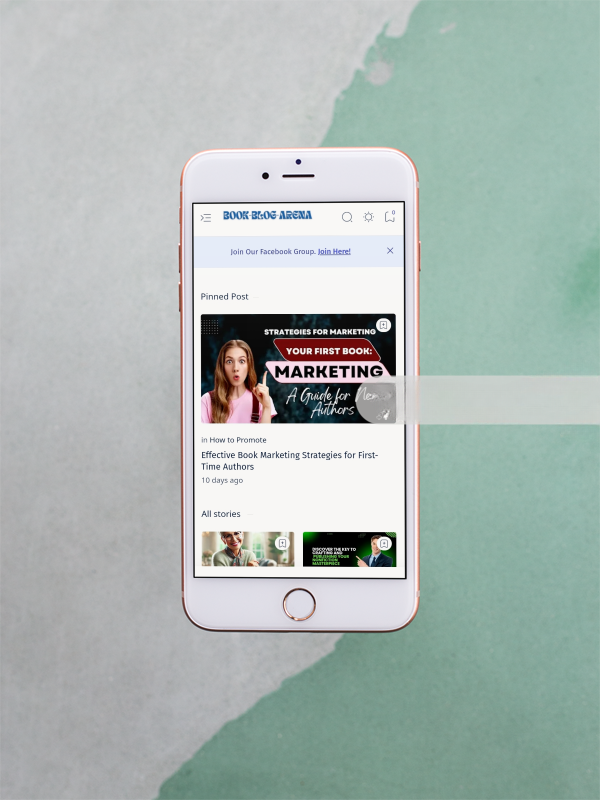 BOOK BLOG ARENA
Join Our Facebook Group. Join Here!
Pinned Post
STRATEGIES FOR MARKETING
YOUR FIRST BOOK:
MARKETING
A Guide for New
Authors
in How to Promote
Effective Book Marketing Strategies for First-
Time Authors
10 days ago
All stories
DISCOVER THE KEY TO
CRAFTING AND
PUBLISHING YOUR
NONFICTION
MASTERPIECE